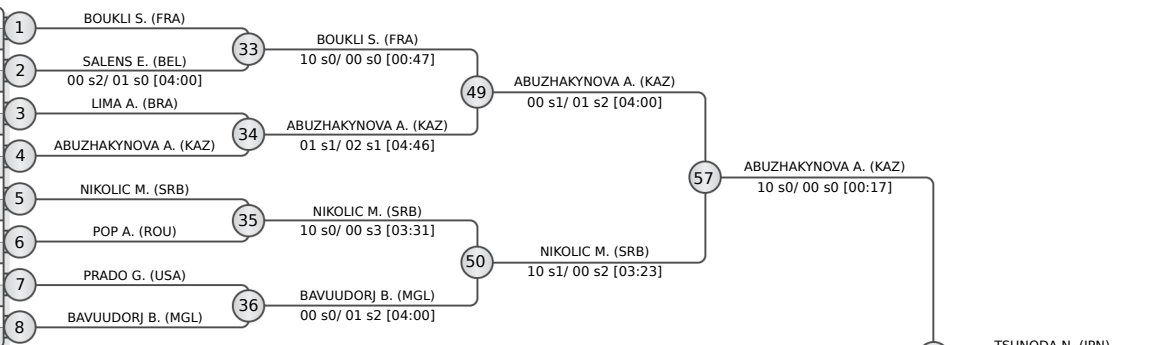 1
BOUKLI S. (FRA)
33
BOUKLI S. (FRA)
10 s0/ 00 s0 [00:47]
2
SALENS E. (BEL)
00 s2/ 01 s0 [04:00]
49
ABUZHAKYNOVA A. (KAZ)
00 s1/ 01 s2 [04:00]
3
LIMA A. (BRA)
34
ABUZHAKYNOVA A. (KAZ)
01 s1/ 02 s1 [04:46]
4
ABUZHAKYNOVA A. (KAZ)
57
ABUZHAKYNOVA A. (KAZ)
10 s0/ 00 s0 [00:17]
5
NIKOLIC M. (SRB)
35
NIKOLIC M. (SRB)
10 s0/ 00 s3 [03:31]
6
POP A. (ROU)
50
NIKOLIC M. (SRB)
10 s1/ 00 s2 [03:23]
7
PRADO G. (USA)
36
BAVUUDORJ B. (MGL)
00 s0/ 01 s2 [04:00]
8
BAVUUDORJ B. (MGL)
TSUNODA N. (JPN)